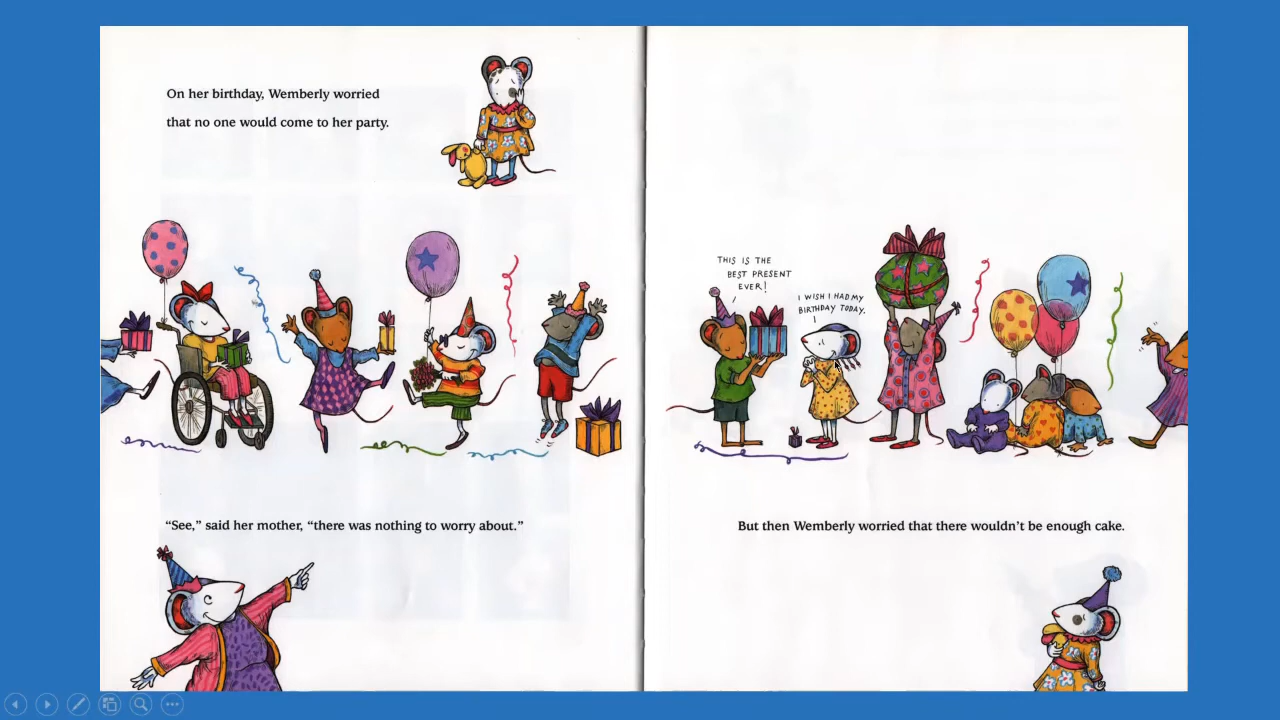 On her birthday, Wemberly worried
that no one would come to her party.
“See,” said her mother, “there was nothing to worry about.”
THIS IS THE
BEST PRESENT
EVER!
I WISH I HAD MY
BIRTHDAY TODAY.
But then Wemberly worried that there wouldn’t be enough cake.